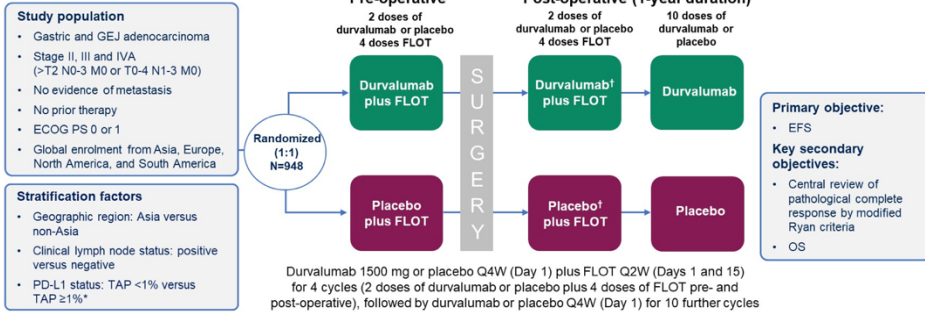 Pre-operative
Post-operative (1-year duration)
Study population
• Gastric and GEJ adenocarcinoma
• Stage II, III and IVA
(>T2 N0-3 M0 or T0-4 N1-3 M0)
• No evidence of metastasis
• No prior therapy
• ECOG PS 0 or 1
• Global enrolment from Asia, Europe,
North America, and South America
Stratification factors
• Geographic region: Asia versus
non-Asia
• Clinical lymph node status: positive
versus negative
• PD-L1 status: TAP <1% versus
TAP ≥1%*
Randomized
(1:1)
N=948
2 doses of
durvalumab or placebo
4 doses FLOT
Durvalumab
plus FLOT
Placebo
plus FLOT
SURGERY
2 doses of
durvalumab or placebo
4 doses FLOT
Durvalumab†
plus FLOT
Placebo†
plus FLOT
10 doses
of durvalumab or
placebo
Durvalumab
Placebo
Durvalumab 1500 mg or placebo Q4W (Day 1) plus FLOT Q2W (Days 1 and 15)
for 4 cycles (2 doses of durvalumab or placebo plus 4 doses of FLOT pre- and
post-operative), followed by durvalumab or placebo Q4W (Day 1) for 10 further cycles
Primary objective:
• EFS
Key secondary
objectives:
• Central review of
pathological complete
response by modified
Ryan criteria
• OS